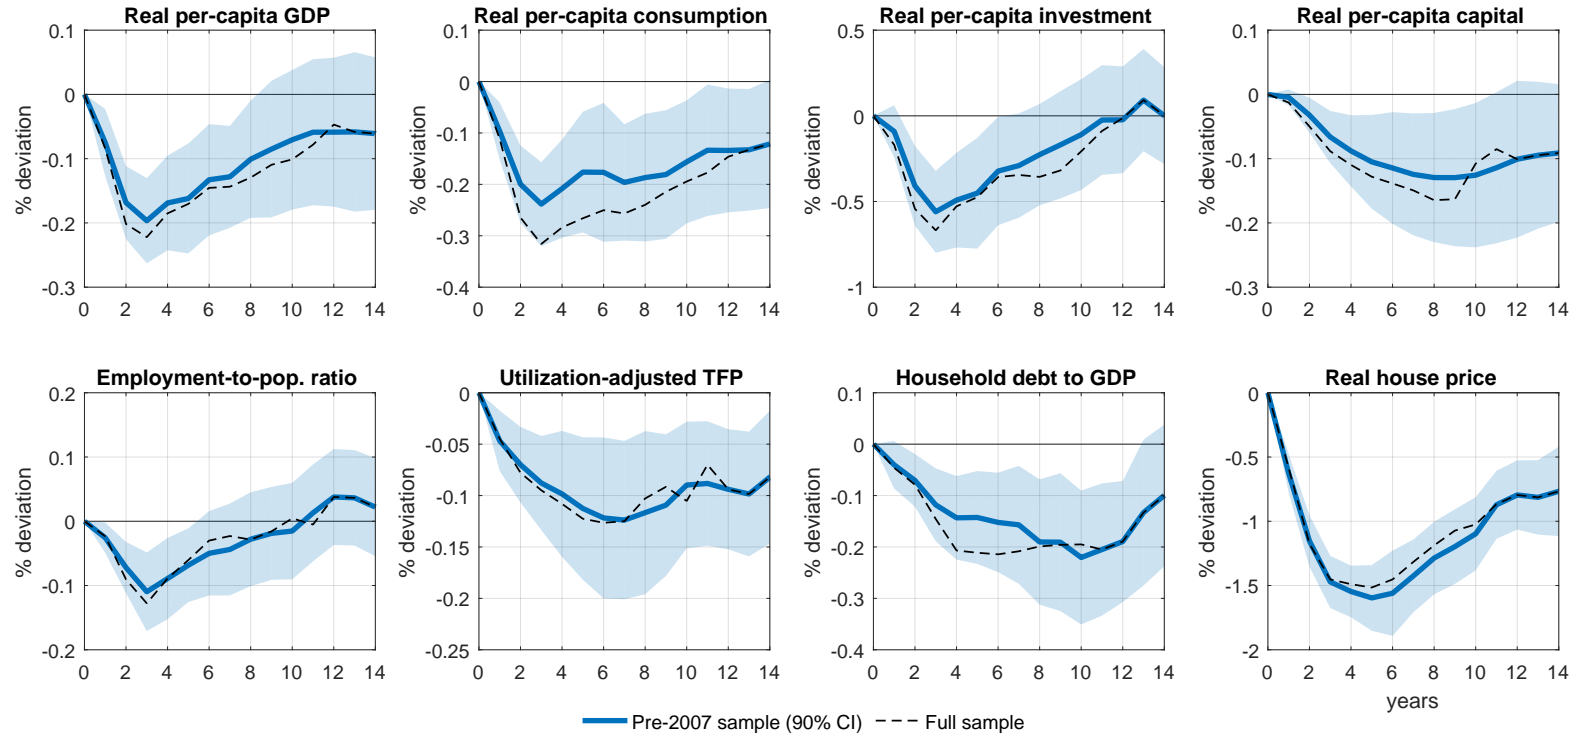 Real per-capita GDP
% deviation
0.1
0
-0.1
-0.2
-0.3
0 2 4 6 8 10 12 14
Real per-capita consumption
% deviation
0.1
0
-0.1
-0.2
-0.3
-0.4
0 2 4 6 8 10 12 14
Real per-capita investment
% deviation
0.5
0
-0.5
-1
0 2 4 6 8 10 12 14
Real per-capita capital
% deviation
0.1
0
-0.1
-0.2
-0.3
0 2 4 6 8 10 12 14
Employment-to-pop. ratio
% deviation
0.2
0.1
0
-0.1
-0.2
0 2 4 6 8 10 12 14
Utilization-adjusted TFP
% deviation
0
-0.05
-0.1
-0.15
-0.2
-0.25
0 2 4 6 8 10 12 14
Household debt to GDP
% deviation
0.1
0
-0.1
-0.2
-0.3
-0.4
0 2 4 6 8 10 12 14
Real house price
% deviation
0
-0.5
-1
-1.5
-2
0 2 4 6 8 10 12 14
years
Pre-2007 sample (90% CI) Full sample